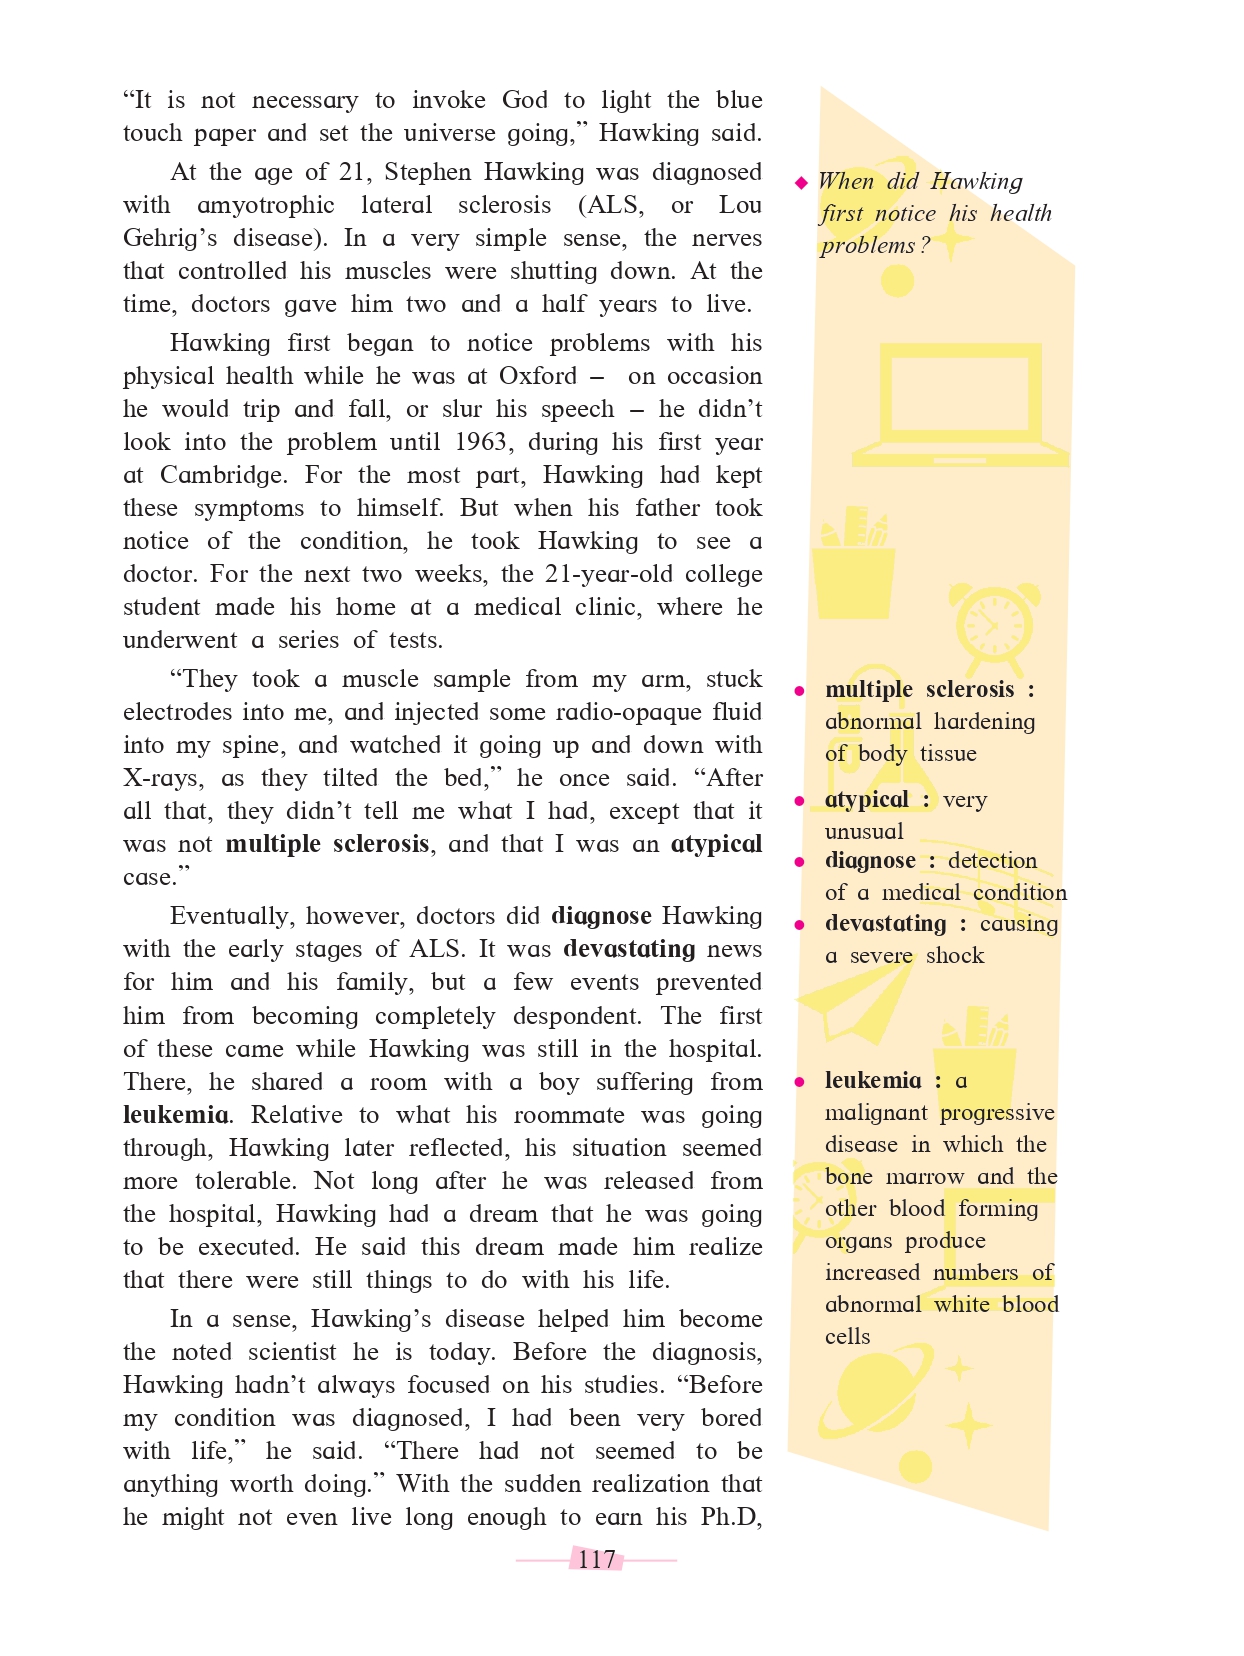 “It is not necessary to invoke God to light the blue
touch paper and set the universe going,” Hawking said.
At the age of 21, Stephen Hawking was diagnosed
with amyotrophic lateral sclerosis (ALS, or Lou
Gehrig’s disease). In a very simple sense, the nerves
that controlled his muscles were shutting down. At the
time, doctors gave him two and a half years to live.
Hawking first began to notice problems with his
physical health while he was at Oxford – on occasion
he would trip and fall, or slur his speech – he didn’t
look into the problem until 1963, during his first year
at Cambridge. For the most part, Hawking had kept
these symptoms to himself. But when his father took
notice of the condition, he took Hawking to see a
doctor. For the next two weeks, the 21-year-old college
student made his home at a medical clinic, where he
underwent a series of tests.
“They took a muscle sample from my arm, stuck
electrodes into me, and injected some radio-opaque fluid
into my spine, and watched it going up and down with
X-rays, as they tilted the bed,” he once said. “After
all that, they didn’t tell me what I had, except that it
was not multiple sclerosis, and that I was an atypical
case.”
Eventually, however, doctors did diagnose Hawking
with the early stages of ALS. It was devastating news
for him and his family, but a few events prevented
him from becoming completely despondent. The first
of these came while Hawking was still in the hospital.
There, he shared a room with a boy suffering from
leukemia. Relative to what his roommate was going
through, Hawking later reflected, his situation seemed
more tolerable. Not long after he was released from
the hospital, Hawking had a dream that he was going
to be executed. He said this dream made him realize
that there were still things to do with his life.
In a sense, Hawking’s disease helped him become
the noted scientist he is today. Before the diagnosis,
Hawking hadn’t always focused on his studies. “Before
my condition was diagnosed, I had been very bored
with life,” he said. “There had not seemed to be
anything worth doing.” With the sudden realization that
he might not even live long enough to earn his Ph.D,
◆ When did Hawking
first notice his health
problems?
• multiple sclerosis :
abnormal hardening
of body tissue
• atypical : very
unusual
• diagnose : detection
of a medical condition
• devastating : causing
a severe shock
• leukemia : a
malignant progressive
disease in which the
bone marrow and the
other blood forming
organs produce
increased numbers of
abnormal white blood
cells
117